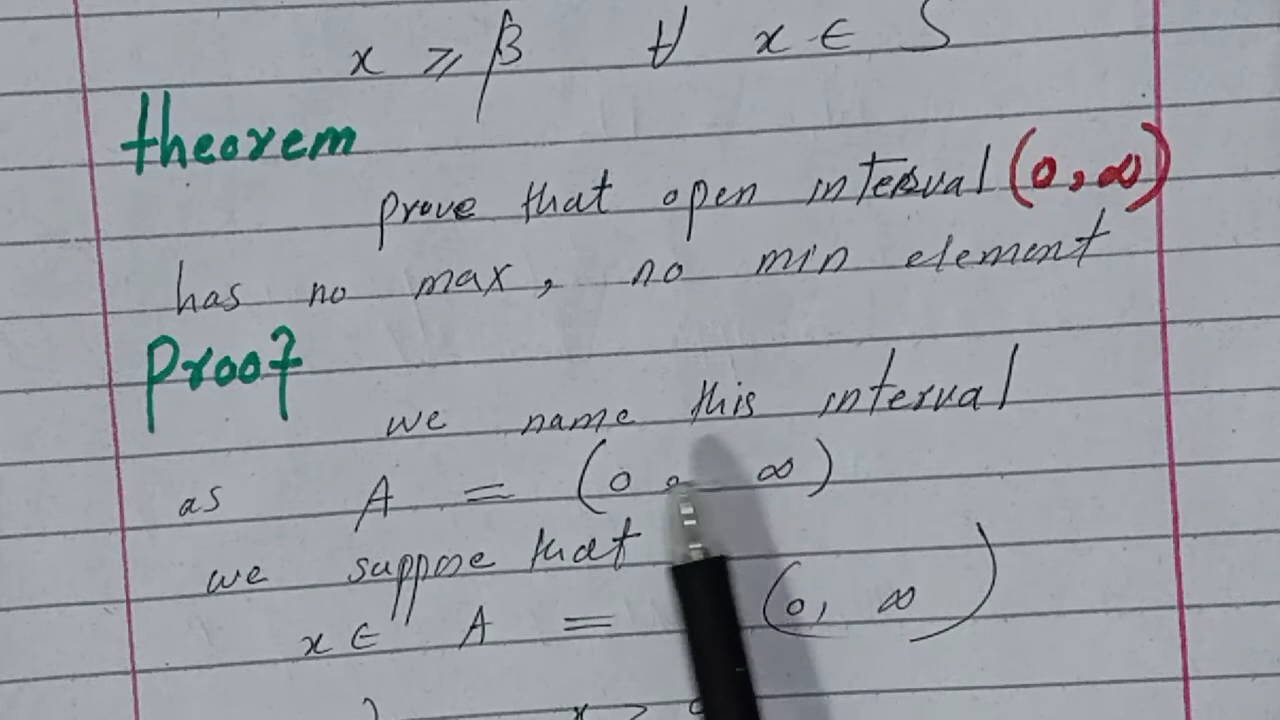 x ≥ β ∀ x ∈ S
theorem
prove that open interval (0,∞)
has no max, no min element
Proof
we name this interval
as A = (0, ∞)
we suppose that
x ∈ A = (0, ∞)
x >